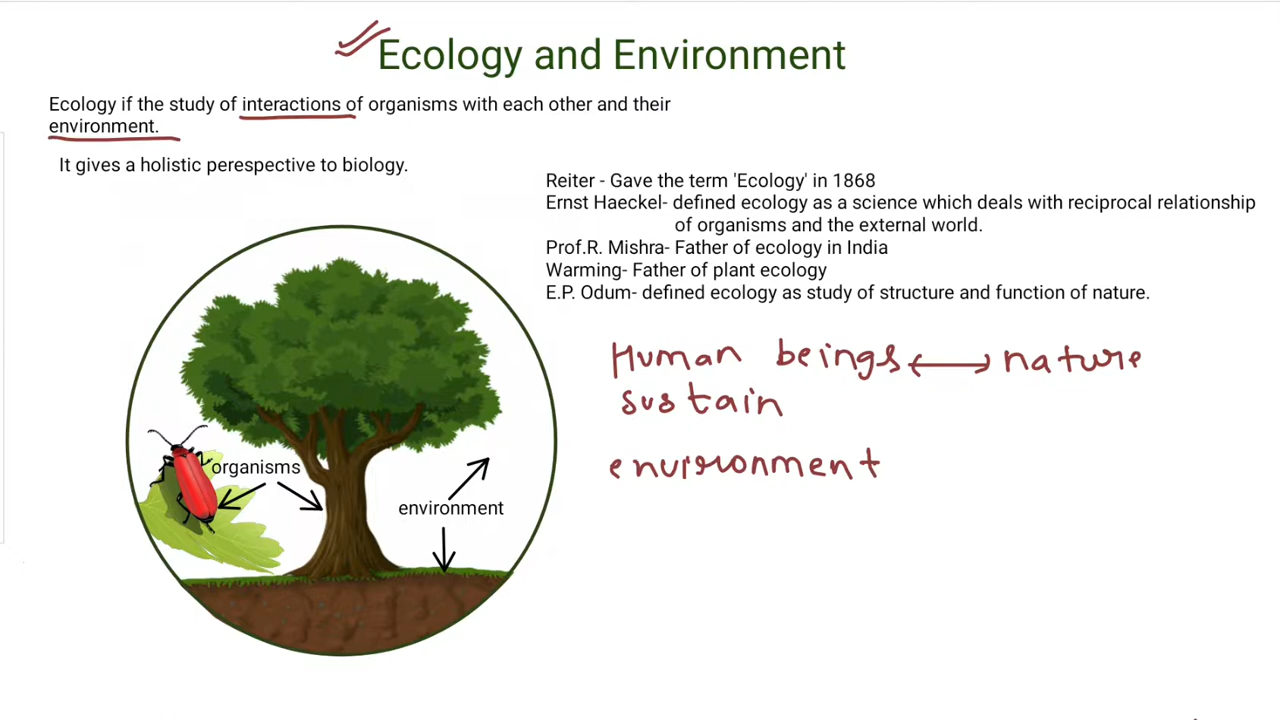 Ecology and Environment
Ecology if the study of interactions of organisms with each other and their
environment.
It gives a holistic perespective to biology.
Reiter - Gave the term 'Ecology' in 1868
Ernst Haeckel- defined ecology as a science which deals with reciprocal relationship
of organisms and the external world.
Prof.R. Mishra- Father of ecology in India
Warming- Father of plant ecology
E.P. Odum- defined ecology as study of structure and function of nature.
Human beings ↔ nature
sustain
environment
organisms
environment